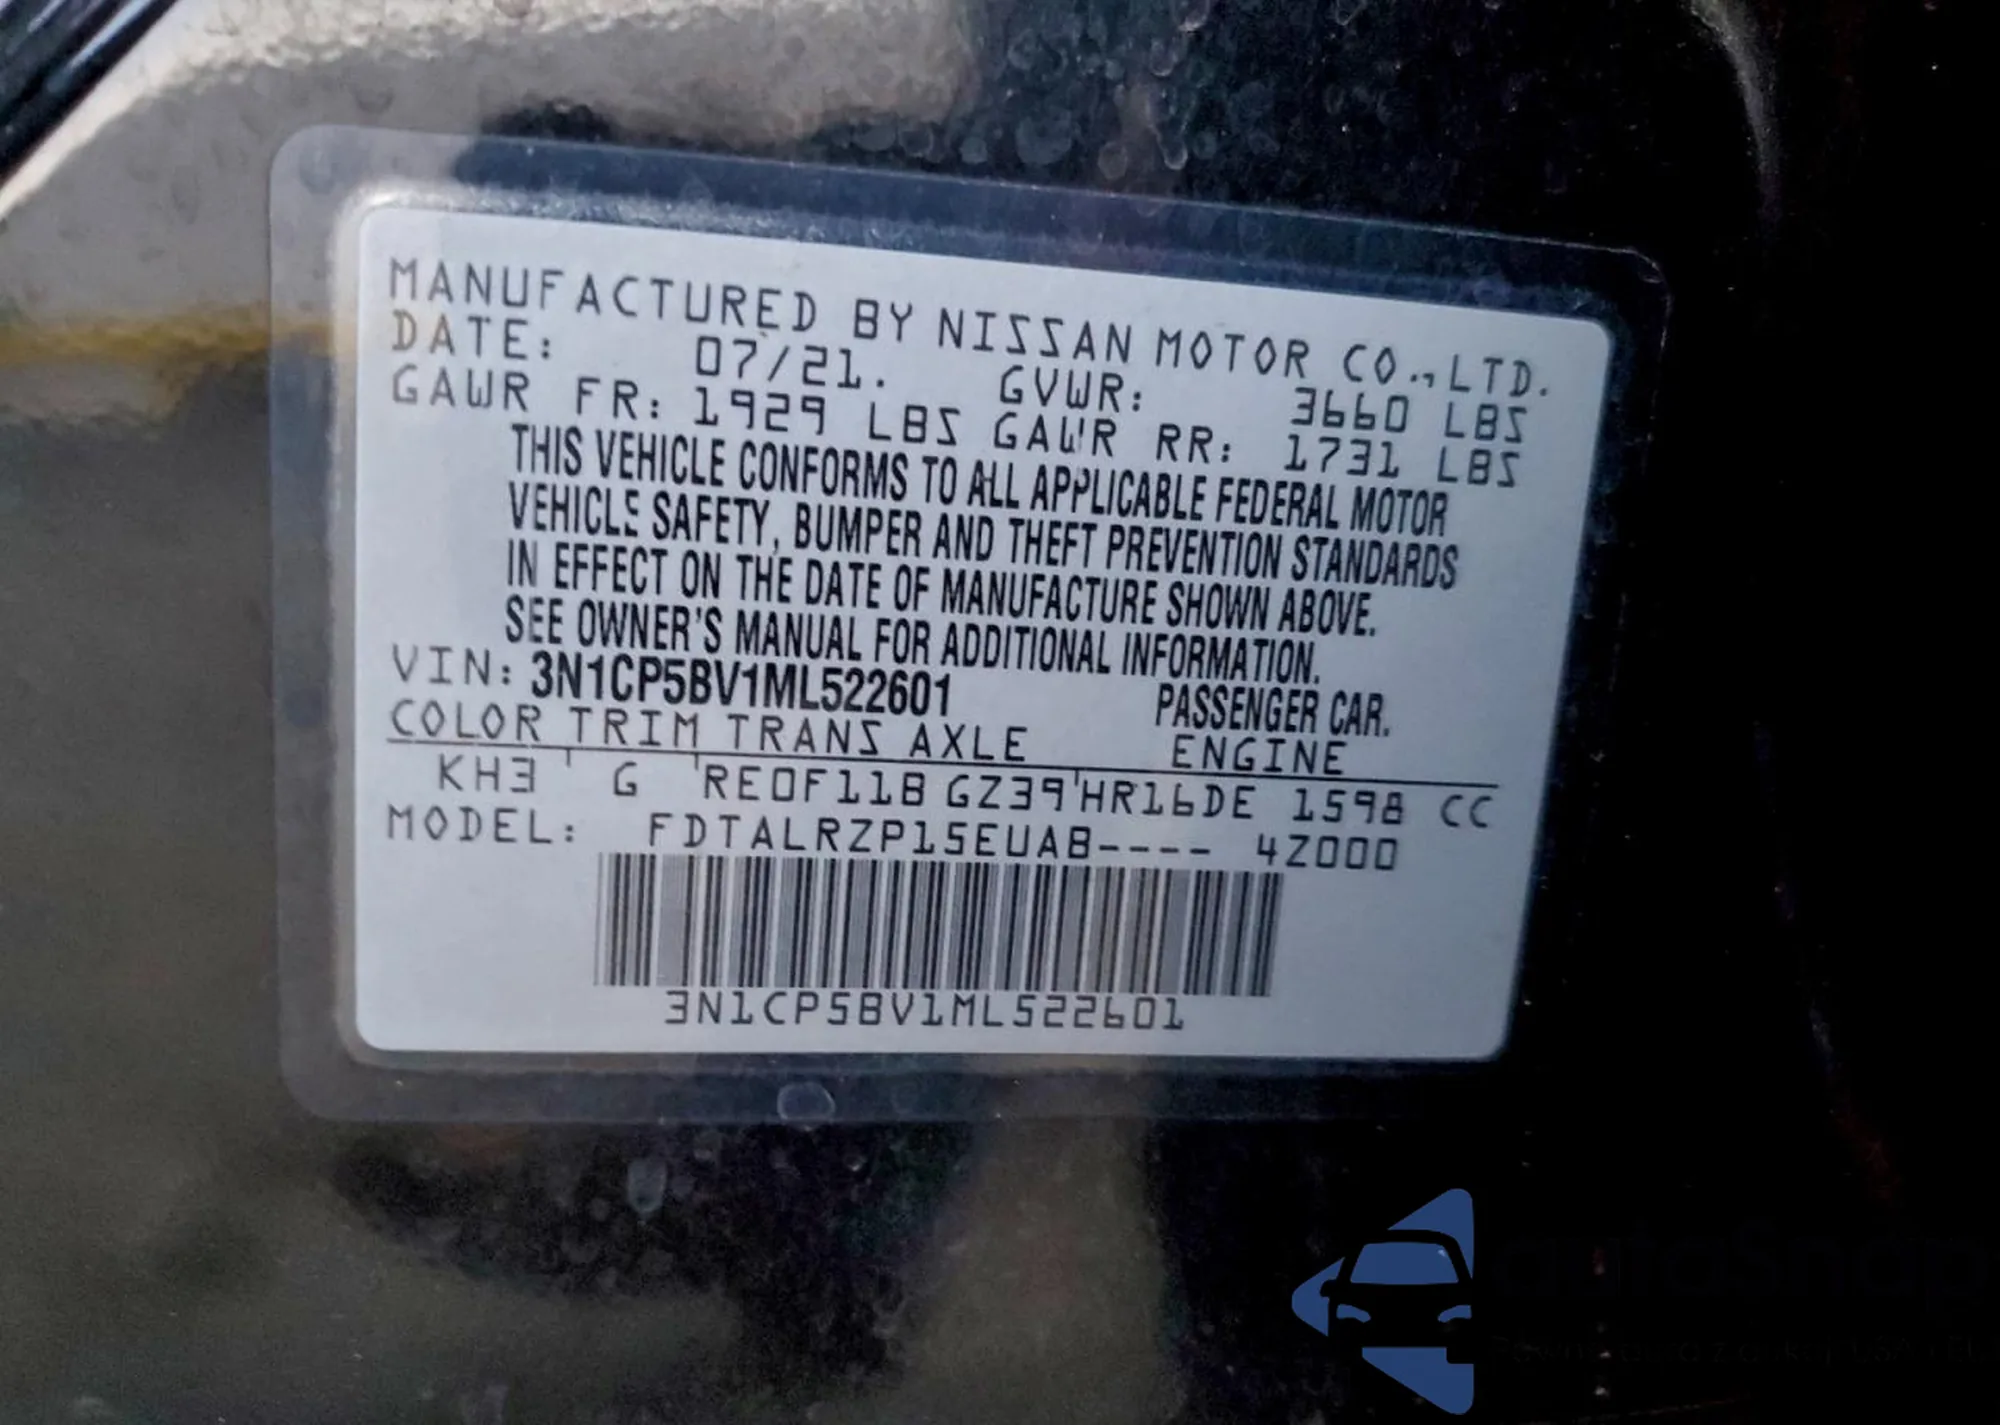 MANUFACTURED BY NISSAN MOTOR CO.,LTD.
DATE: 07/21. GVWR: 3660 LBS
GAWR FR: 1929 LBS GAWR RR: 1731 LBS
THIS VEHICLE CONFORMS TO ALL APPLICABLE FEDERAL MOTOR
VEHICLE SAFETY, BUMPER AND THEFT PREVENTION STANDARDS
IN EFFECT ON THE DATE OF MANUFACTURE SHOWN ABOVE.
SEE OWNER'S MANUAL FOR ADDITIONAL INFORMATION.
VIN: 3N1CP5BV1ML522601 PASSENGER CAR.
COLOR TRIM TRANS AXLE ENGINE
KH3 G RE0F11B GZ39 HR16DE 1598 CC
MODEL: FDTALRZP15EUAB---- 4Z000
3N1CP5BV1ML522601